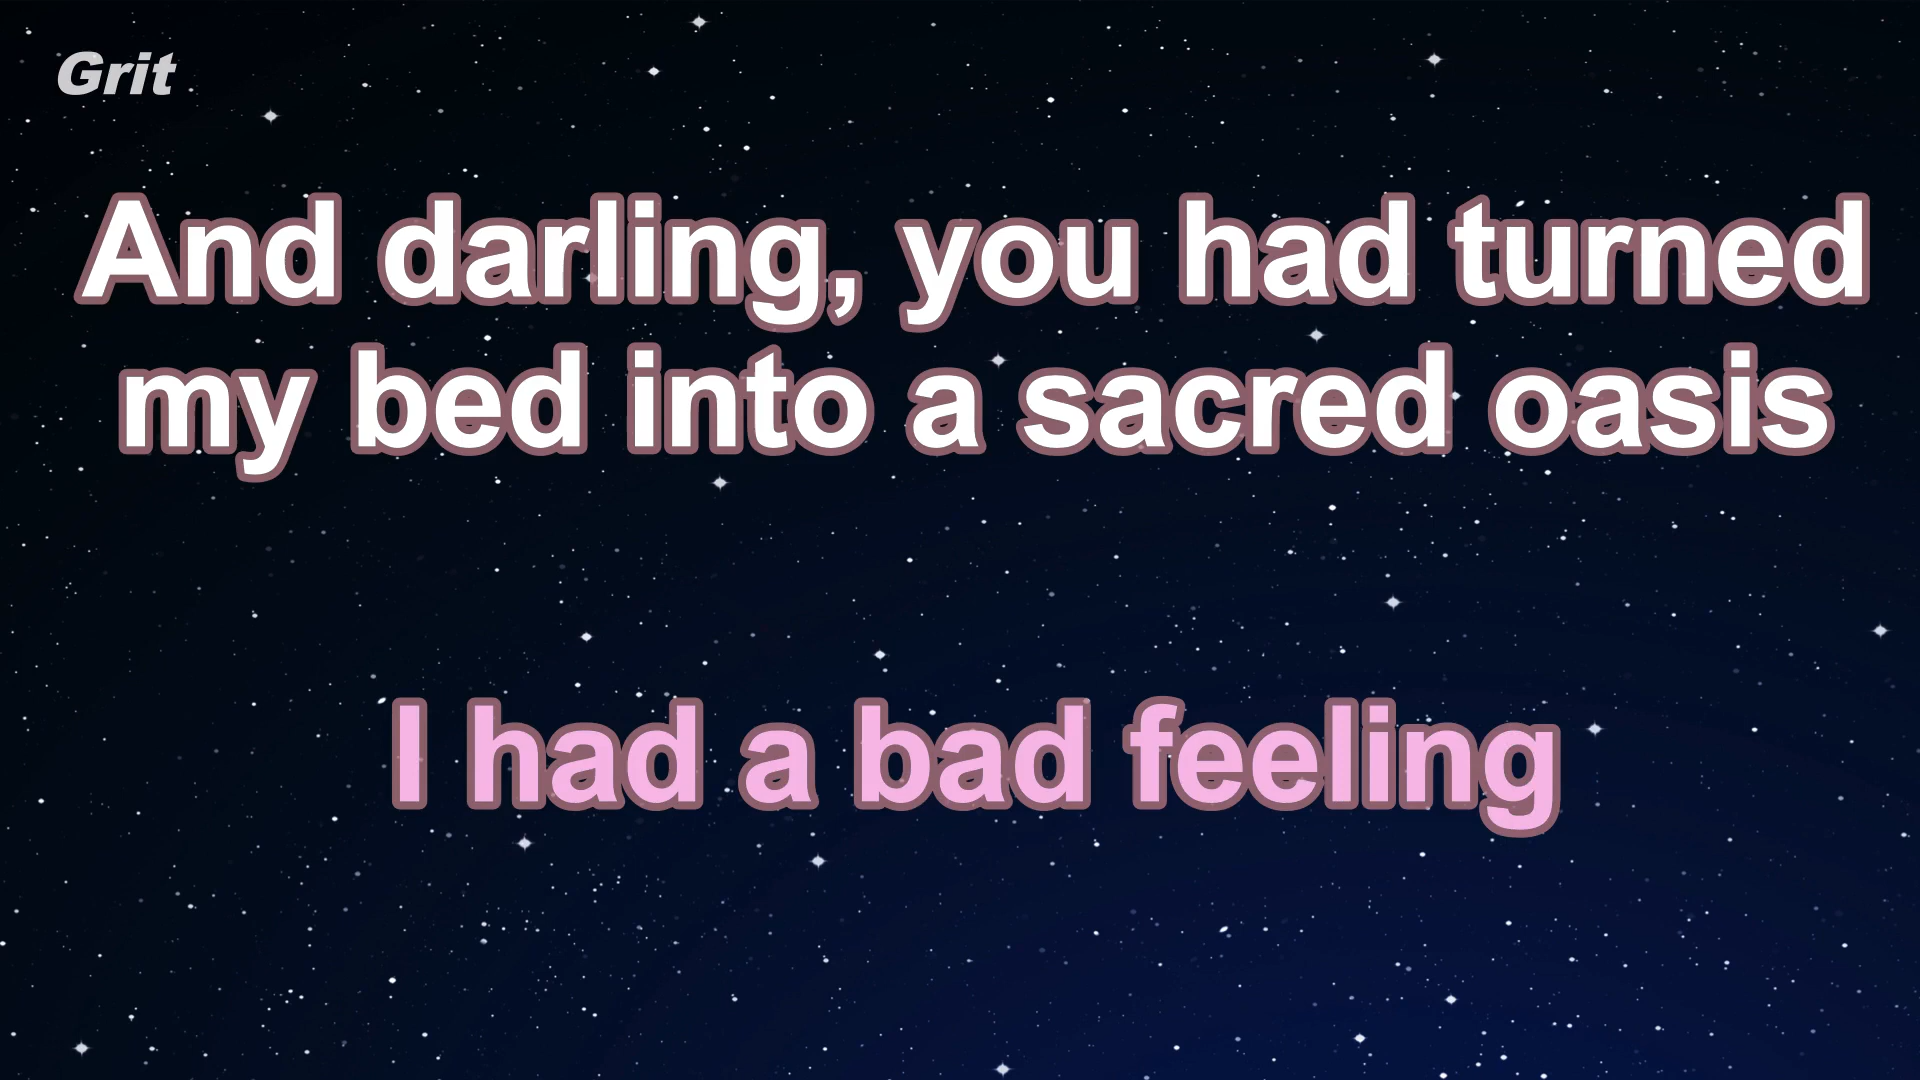 Grit
And darling, you had turned
my bed into a sacred oasis
I had a bad feeling